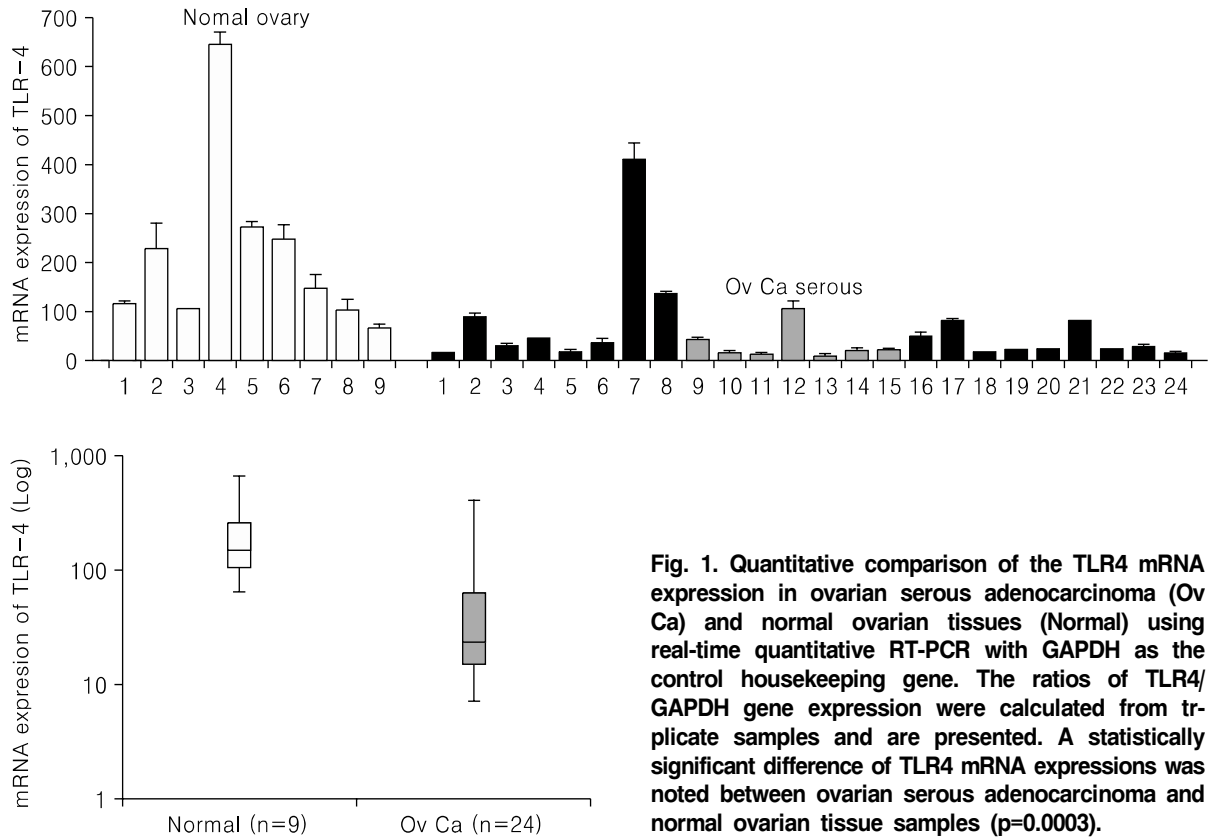 700
600
500
400
300
200
100
0
mRNA expression of TLR-4
Nomal ovary
Ov Ca serous
1 2 3 4 5 6 7 8 9 1 2 3 4 5 6 7 8 9 10 11 12 13 14 15 16 17 18 19 20 21 22 23 24
1,000
100
10
1
mRNA expression of TLR-4 (Log)
Normal (n=9) Ov Ca (n=24)
Fig. 1. Quantitative comparison of the TLR4 mRNA
expression in ovarian serous adenocarcinoma (Ov
Ca) and normal ovarian tissues (Normal) using
real-time quantitative RT-PCR with GAPDH as the
control housekeeping gene. The ratios of TLR4/
GAPDH gene expression were calculated from tr-
plicate samples and are presented. A statistically
significant difference of TLR4 mRNA expressions was
noted between ovarian serous adenocarcinoma and
normal ovarian tissue samples (p=0.0003).